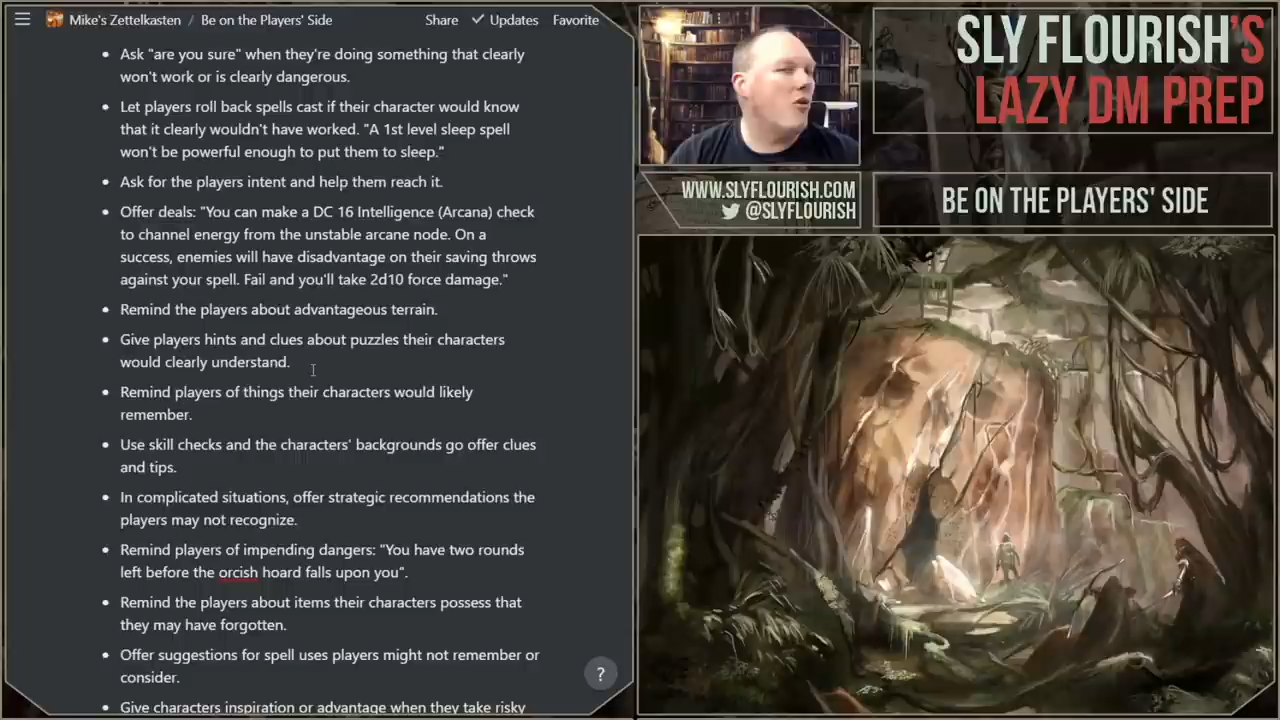 Mike's Zettelkasten / Be on the Players' Side
Share Updates Favorite
Ask "are you sure" when they're doing something that clearly
won't work or is clearly dangerous.
Let players roll back spells cast if their character would know
that it clearly wouldn't have worked. "A 1st level sleep spell
won't be powerful enough to put them to sleep."
Ask for the players intent and help them reach it.
Offer deals: "You can make a DC 16 Intelligence (Arcana) check
to channel energy from the unstable arcane node. On a
success, enemies will have disadvantage on their saving throws
against your spell. Fail and you'll take 2d10 force damage."
Remind the players about advantageous terrain.
Give players hints and clues about puzzles their characters
would clearly understand.
Remind players of things their characters would likely
remember.
Use skill checks and the characters' backgrounds go offer clues
and tips.
In complicated situations, offer strategic recommendations the
players may not recognize.
Remind players of impending dangers: "You have two rounds
left before the orcish hoard falls upon you".
Remind the players about items their characters possess that
they may have forgotten.
Offer suggestions for spell uses players might not remember or
consider.
Give characters inspiration or advantage when they take risky
?
SLY FLOURISH'S
LAZY DM PREP
WWW.SLYFLOURISH.COM
@SLYFLOURISH
BE ON THE PLAYERS' SIDE